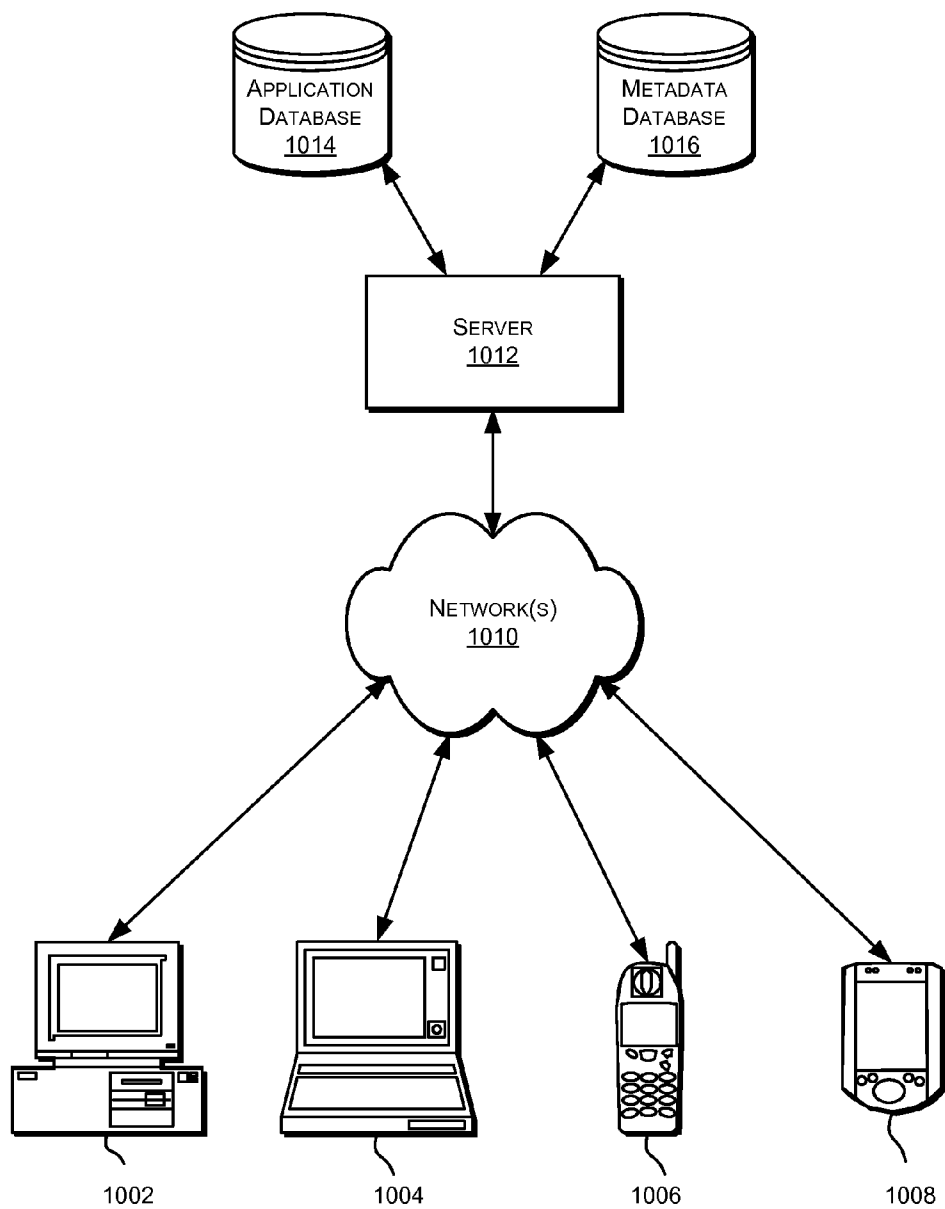 APPLICATION
DATABASE
1014
METADATA
DATABASE
1016
SERVER
1012
NETWORK(S)
1010
1002
1004
1006
1008